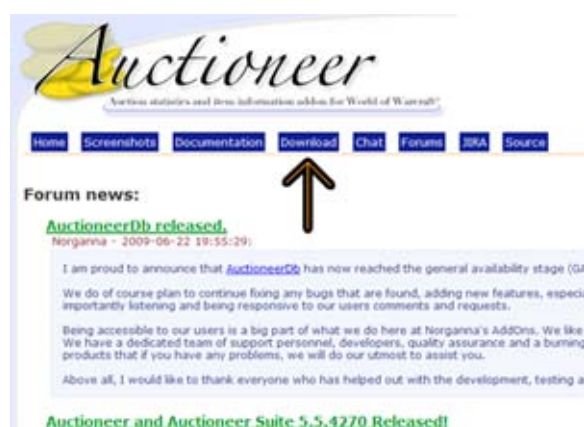 Auctioneer
Auction statistics and item information addon for World of Warcraft
Home Screenshots Documentation Download Chat Forums JIRA Source
Forum news:
AuctioneerDb released.
Norganna - 2009-06-22 19:55:29:
I am proud to announce that AuctioneerDb has now reached the general availability stage (GA
We do of course plan to continue fixing any bugs that are found, adding new features, especia
importantly listening and being responsive to our users comments and requests.
Being accessible to our users is a big part of what we do here at Norganna's AddOns. We like
We have a dedicated team of support personnel, developers, quality assurance and a burning
products that if you have any problems, we will do our utmost to assist you.
Above all, I would like to thank everyone who has helped out with the development, testing a
Auctioneer and Auctioneer Suite 5.5.4270 Released!